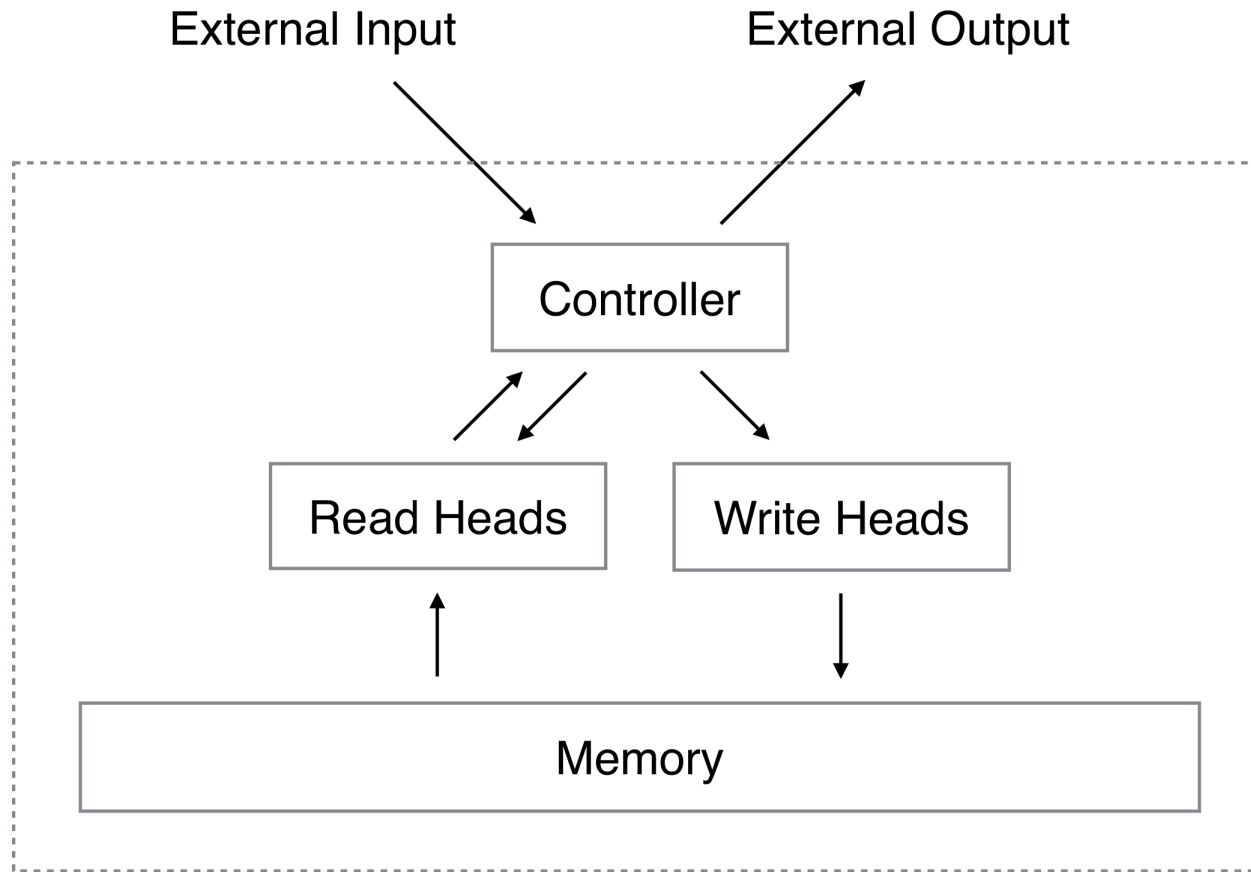 External Input
External Output
Controller
Read Heads
Write Heads
Memory